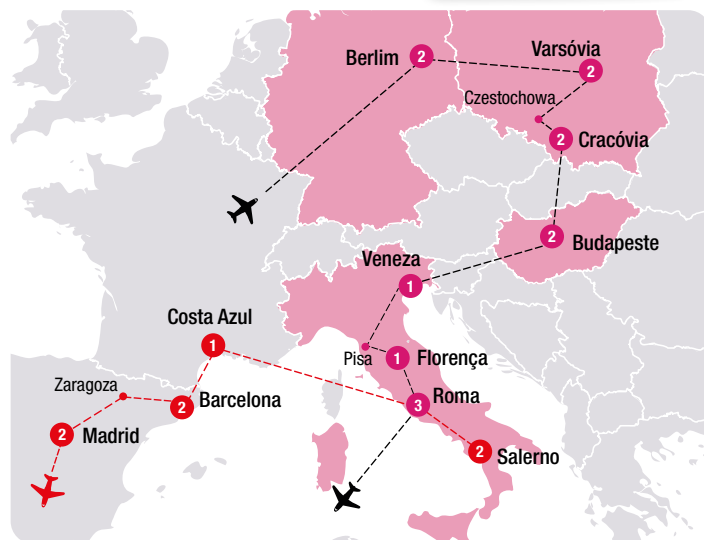 Berlim
2
Varsóvia
2
Czestochowa
2
Cracóvia
2
Budapeste
Veneza
1
Costa Azul
1
Pisa
1
Florença
Zaragoza
Roma
3
2
Barcelona
2
Madrid
2
Salerno